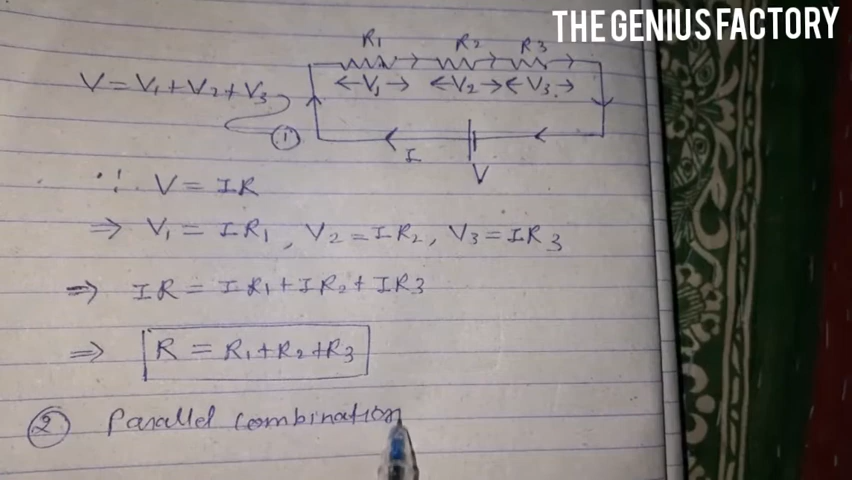 THE GENIUS FACTORY
R1 R2 R3
V = V1 + V2 + V3
V1 V2 V3
①
I
V
∵ V = IR
⇒ V1 = IR1, V2 = IR2, V3 = IR3
⇒ IR = IR1 + IR2 + IR3
⇒ R = R1 + R2 + R3
② Parallel combination